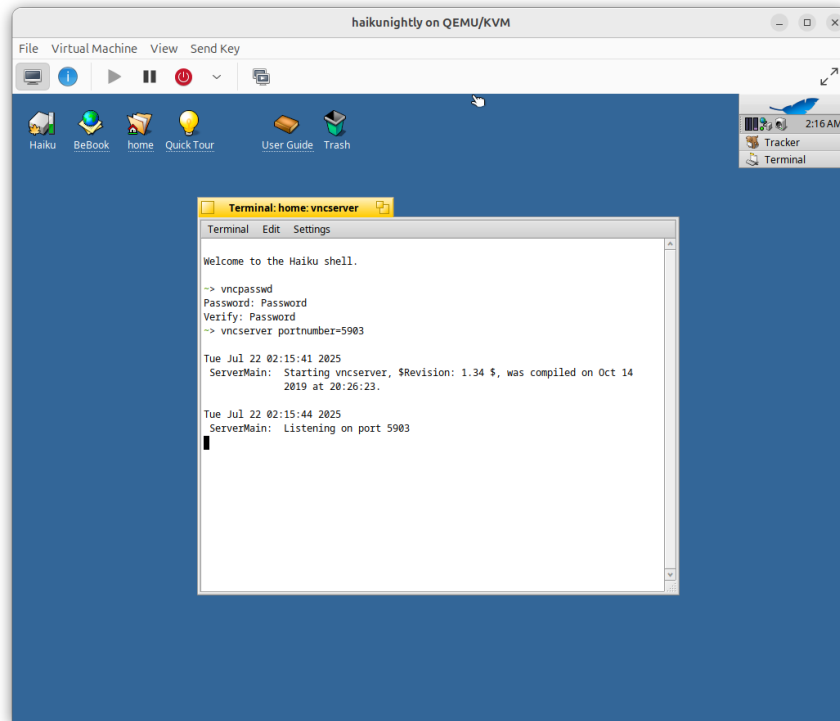 haikunightly on QEMU/KVM
File Virtual Machine View Send Key
2:16 AM
Haiku BeBook home Quick Tour User Guide Trash
Tracker
Terminal
Terminal: home: vncserver
Terminal Edit Settings
Welcome to the Haiku shell.
~> vncpasswd
Password: Password
Verify: Password
~> vncserver portnumber=5903
Tue Jul 22 02:15:41 2025
ServerMain: Starting vncserver, $Revision: 1.34 $, was compiled on Oct 14
2019 at 20:26:23.
Tue Jul 22 02:15:44 2025
ServerMain: Listening on port 5903